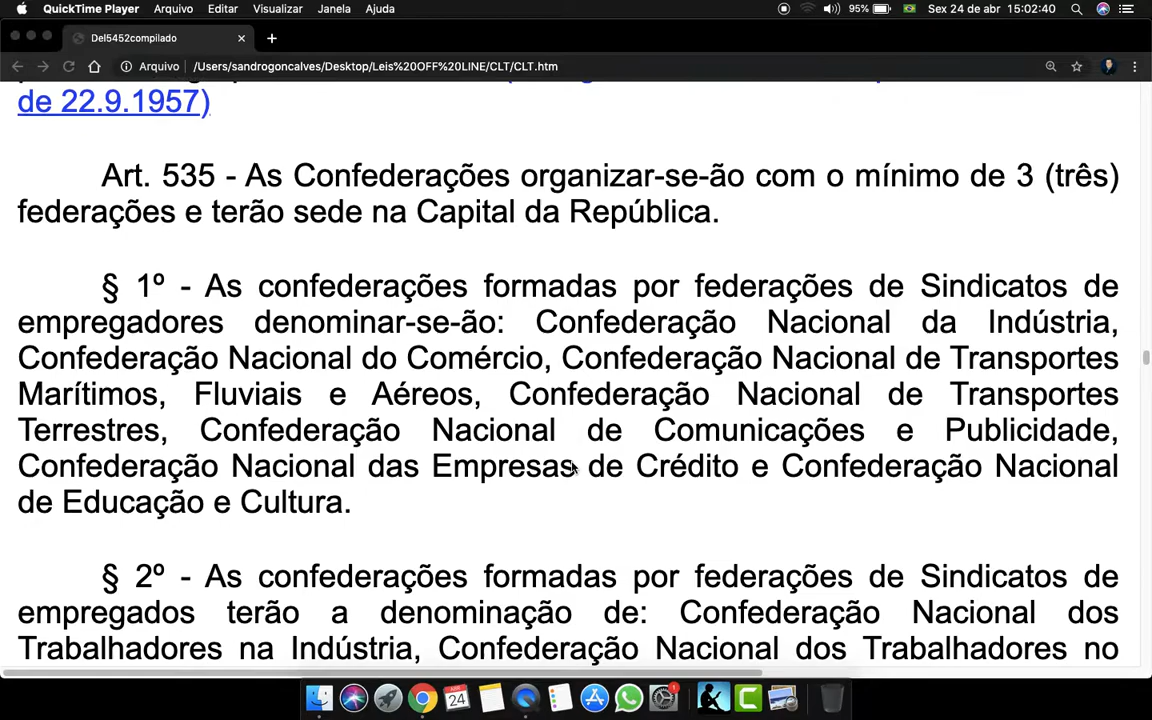 QuickTime Player Arquivo Editar Visualizar Janela Ajuda 95% Sex 24 de abr 15:02:40
Del5452compilado
Arquivo /Users/sandrogoncalves/Desktop/Leis%20OFF%20LINE/CLT/CLT.htm
de 22.9.1957)
Art. 535 - As Confederações organizar-se-ão com o mínimo de 3 (três)
federações e terão sede na Capital da República.
§ 1º - As confederações formadas por federações de Sindicatos de
empregadores denominar-se-ão: Confederação Nacional da Indústria,
Confederação Nacional do Comércio, Confederação Nacional de Transportes
Marítimos, Fluviais e Aéreos, Confederação Nacional de Transportes
Terrestres, Confederação Nacional de Comunicações e Publicidade,
Confederação Nacional das Empresas de Crédito e Confederação Nacional
de Educação e Cultura.
§ 2º - As confederações formadas por federações de Sindicatos de
empregados terão a denominação de: Confederação Nacional dos
Trabalhadores na Indústria, Confederação Nacional dos Trabalhadores no
24
1